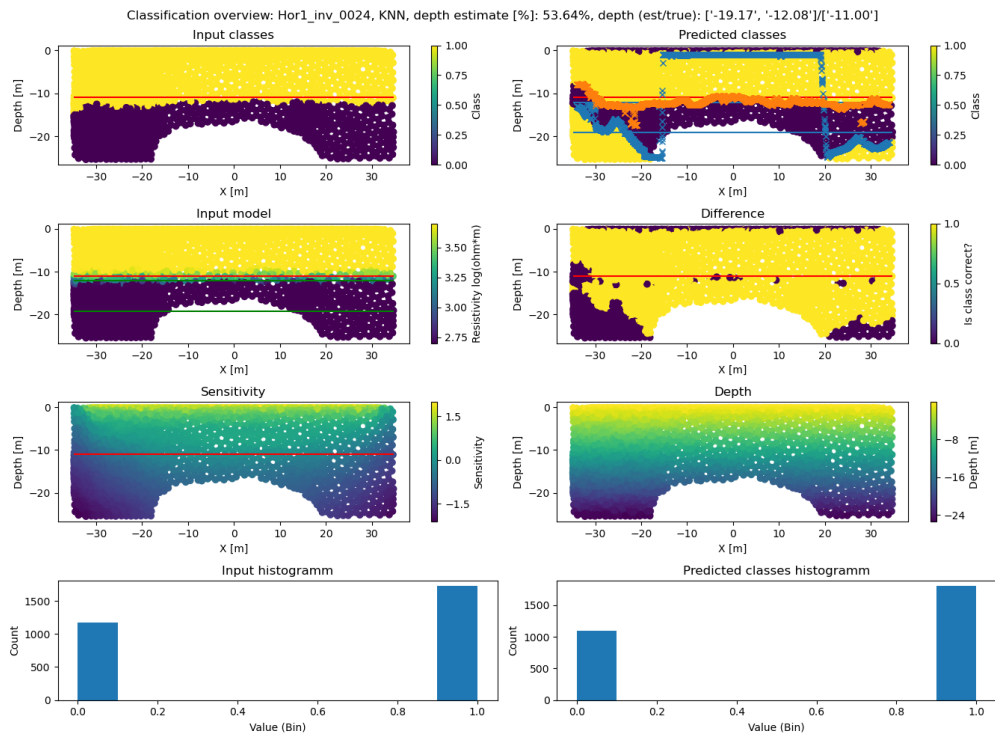 Classification overview: Hor1_inv_0024, KNN, depth estimate [%]: 53.64%, depth (est/true): ['-19.17', '-12.08']/['-11.00']
Input classes
0
−10
−20
Depth [m]
−30 −20 −10 0 10 20 30
X [m]
1.00
0.75
0.50
0.25
0.00
Class
Predicted classes
0
−10
−20
Depth [m]
−30 −20 −10 0 10 20 30
X [m]
1.00
0.75
0.50
0.25
0.00
Class
Input model
0
−10
−20
Depth [m]
−30 −20 −10 0 10 20 30
X [m]
3.50
3.25
3.00
2.75
Resistivity log(ohm*m)
Difference
0
−10
−20
Depth [m]
−30 −20 −10 0 10 20 30
X [m]
1.0
0.5
0.0
Is class correct?
Sensitivity
0
−10
−20
Depth [m]
−30 −20 −10 0 10 20 30
X [m]
1.5
0.0
−1.5
Sensitivity
Depth
0
−10
−20
Depth [m]
−30 −20 −10 0 10 20 30
X [m]
−8
−16
−24
Depth [m]
Input histogramm
1500
1000
500
0
Count
0.0 0.2 0.4 0.6 0.8 1.0
Value (Bin)
Predicted classes histogramm
1500
1000
500
0
Count
0.0 0.2 0.4 0.6 0.8 1.0
Value (Bin)